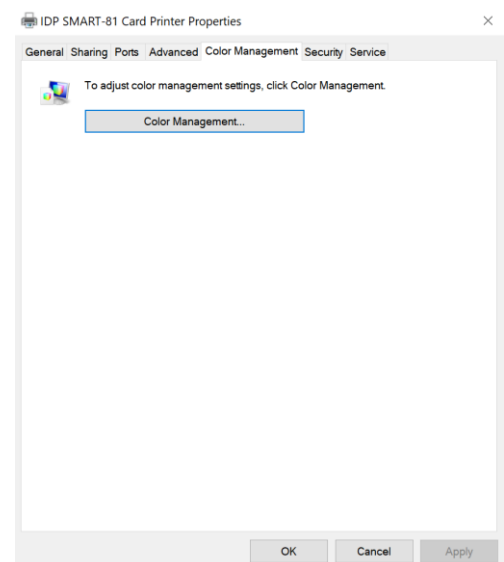 IDP SMART-81 Card Printer Properties
General Sharing Ports Advanced Color Management Security Service
To adjust color management settings, click Color Management.
Color Management...
OK Cancel Apply